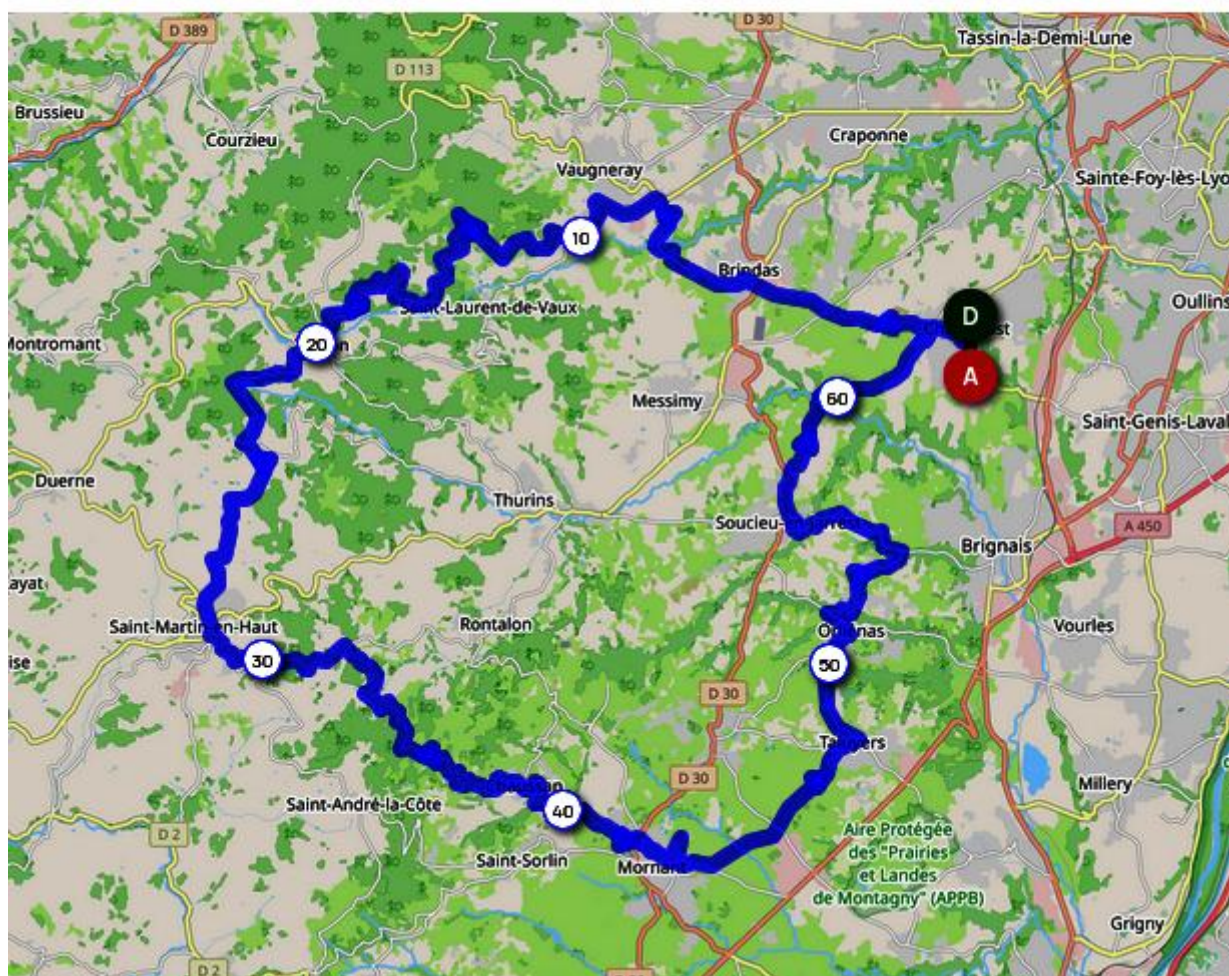 D 30
D 389
Tassin-la-Demi-Lune
D 113
Brussieu
Craponne
Courzieu
Vaugneray
Sainte-Foy-lès-Lyo
10
Brindas
Oullins
D
Saint-Laurent-de-Vaux
Montromant
20
A
60
Messimy
Saint-Genis-Laval
Duerne
Thurins
A 450
Brignais
ayat
Rontalon
Saint-Martin-en-Haut
Vourles
30
50
ise
D 30
D 30
Millery
Saint-André-la-Côte
40
D 2
Aire Protégée
des "Prairies
et Landes
de Montagny" (APPB)
Saint-Sorlin
Mornant
Grigny
D 2